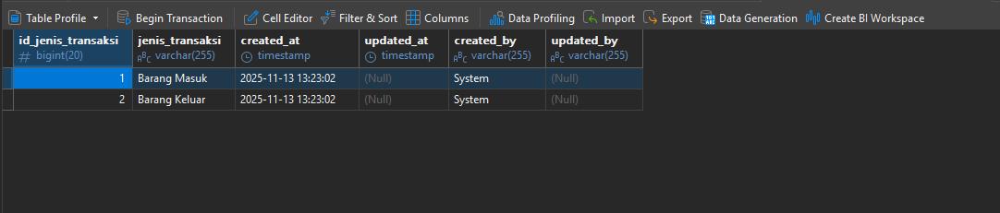 Table Profile Begin Transaction Cell Editor Filter & Sort Columns Data Profiling Import Export Data Generation Create BI Workspace
id_jenis_transaksi jenis_transaksi created_at updated_at created_by updated_by
# bigint(20) ABC varchar(255) timestamp timestamp ABC varchar(255) ABC varchar(255)
1 Barang Masuk 2025-11-13 13:23:02 (Null) System (Null)
2 Barang Keluar 2025-11-13 13:23:02 (Null) System (Null)